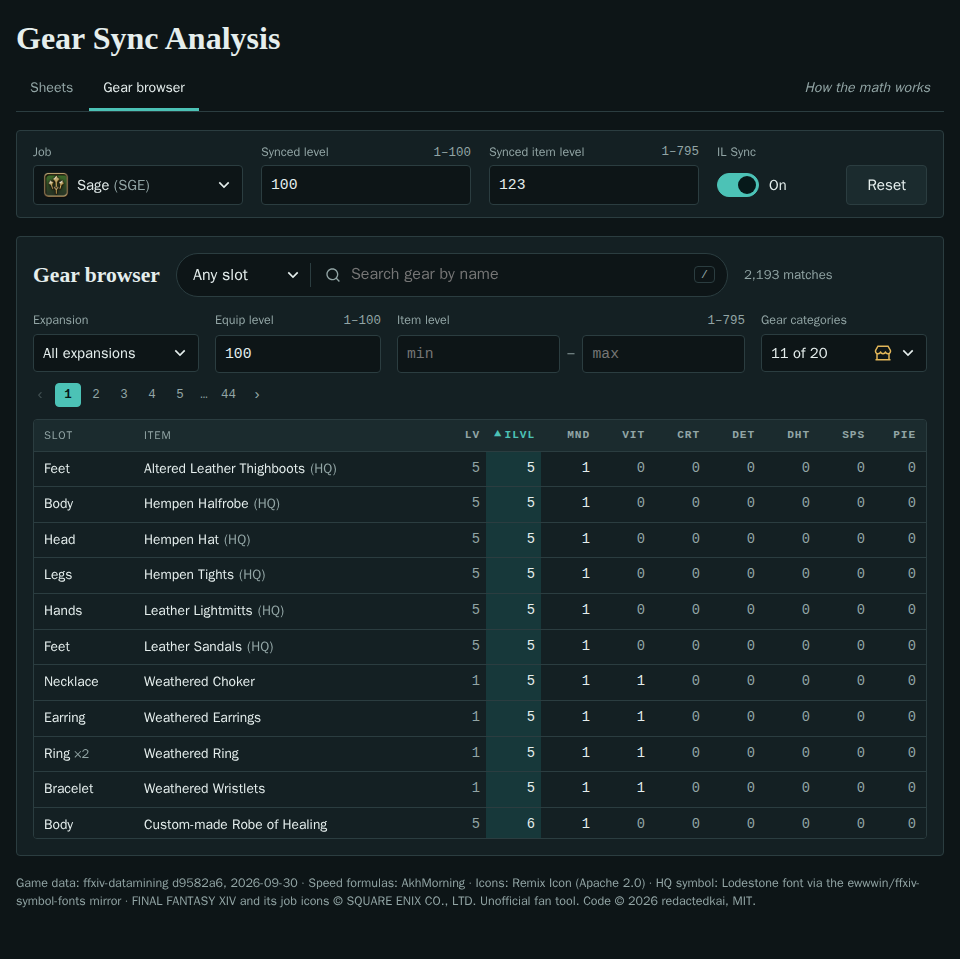 Gear Sync Analysis
Sheets Gear browser How the math works
Job Synced level 1–100 Synced item level 1–795 IL Sync
Sage (SGE) 100 123 On Reset
Gear browser Any slot Search gear by name / 2,193 matches
Expansion Equip level 1–100 Item level 1–795 Gear categories
All expansions 100 min – max 11 of 20
‹ 1 2 3 4 5 … 44 ›
SLOT ITEM LV ▲ILVL MND VIT CRT DET DHT SPS PIE
Feet Altered Leather Thighboots (HQ) 5 5 1 0 0 0 0 0 0
Body Hempen Halfrobe (HQ) 5 5 1 0 0 0 0 0 0
Head Hempen Hat (HQ) 5 5 1 0 0 0 0 0 0
Legs Hempen Tights (HQ) 5 5 1 0 0 0 0 0 0
Hands Leather Lightmitts (HQ) 5 5 1 0 0 0 0 0 0
Feet Leather Sandals (HQ) 5 5 1 0 0 0 0 0 0
Necklace Weathered Choker 1 5 1 1 0 0 0 0 0
Earring Weathered Earrings 1 5 1 1 0 0 0 0 0
Ring ×2 Weathered Ring 1 5 1 1 0 0 0 0 0
Bracelet Weathered Wristlets 1 5 1 1 0 0 0 0 0
Body Custom-made Robe of Healing 5 6 1 0 0 0 0 0 0
Game data: ffxiv-datamining d9582a6, 2026-09-30 · Speed formulas: AkhMorning · Icons: Remix Icon (Apache 2.0) · HQ symbol: Lodestone font via the ewwwin/ffxiv-
symbol-fonts mirror · FINAL FANTASY XIV and its job icons © SQUARE ENIX CO., LTD. Unofficial fan tool. Code © 2026 redactedkai, MIT.